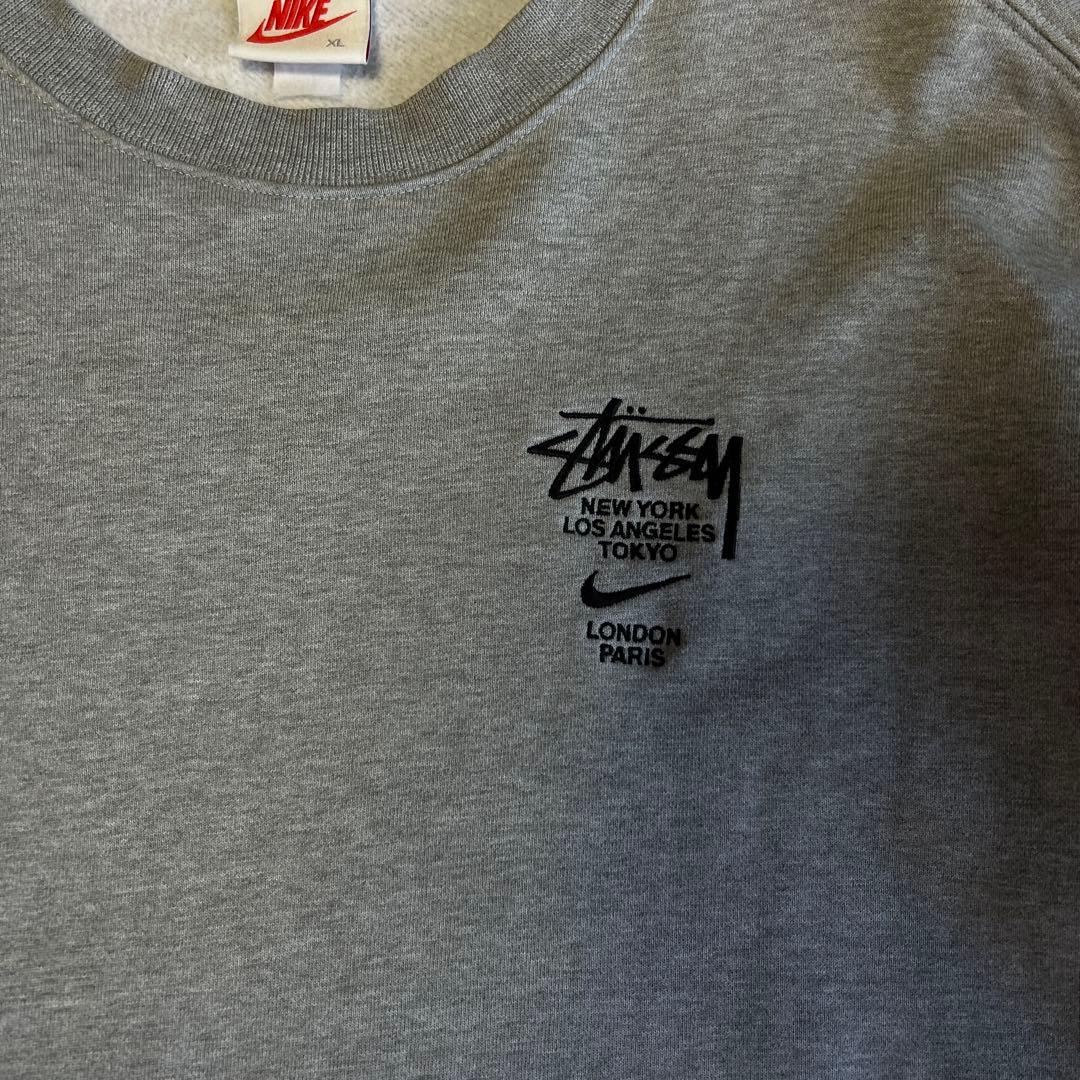 NIKE
XL
Stüssy
NEW YORK
LOS ANGELES
TOKYO
LONDON
PARIS